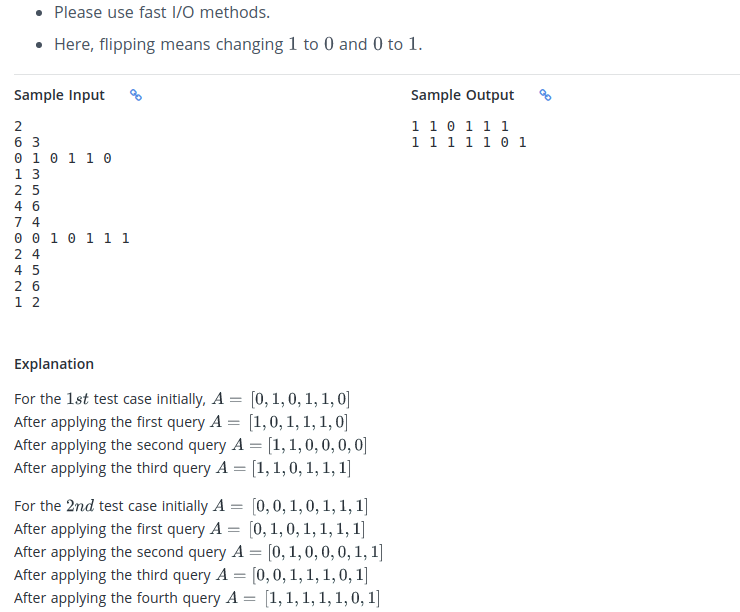 Please use fast I/O methods.
Here, flipping means changing 1 to 0 and 0 to 1.
Sample Input
2
6 3
0 1 0 1 1 0
1 3
2 5
4 6
7 4
0 0 1 0 1 1 1
2 4
4 5
2 6
1 2
Sample Output
1 1 0 1 1 1
1 1 1 1 1 0 1
Explanation
For the 1st test case initially, A = [0, 1, 0, 1, 1, 0]
After applying the first query A = [1, 0, 1, 1, 1, 0]
After applying the second query A = [1, 1, 0, 0, 0, 0]
After applying the third query A = [1, 1, 0, 1, 1, 1]
For the 2nd test case initially A = [0, 0, 1, 0, 1, 1, 1]
After applying the first query A = [0, 1, 0, 1, 1, 1, 1]
After applying the second query A = [0, 1, 0, 0, 0, 1, 1]
After applying the third query A = [0, 0, 1, 1, 1, 0, 1]
After applying the fourth query A = [1, 1, 1, 1, 1, 0, 1]